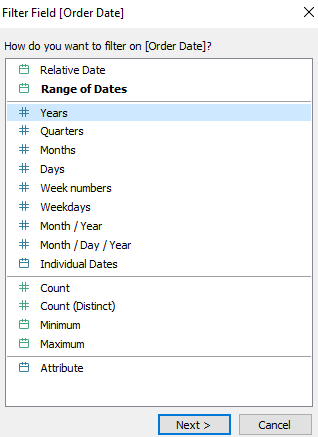 Filter Field [Order Date]
How do you want to filter on [Order Date]?
Relative Date
Range of Dates
Years
Quarters
Months
Days
Week numbers
Weekdays
Month / Year
Month / Day / Year
Individual Dates
Count
Count (Distinct)
Minimum
Maximum
Attribute
Next > Cancel